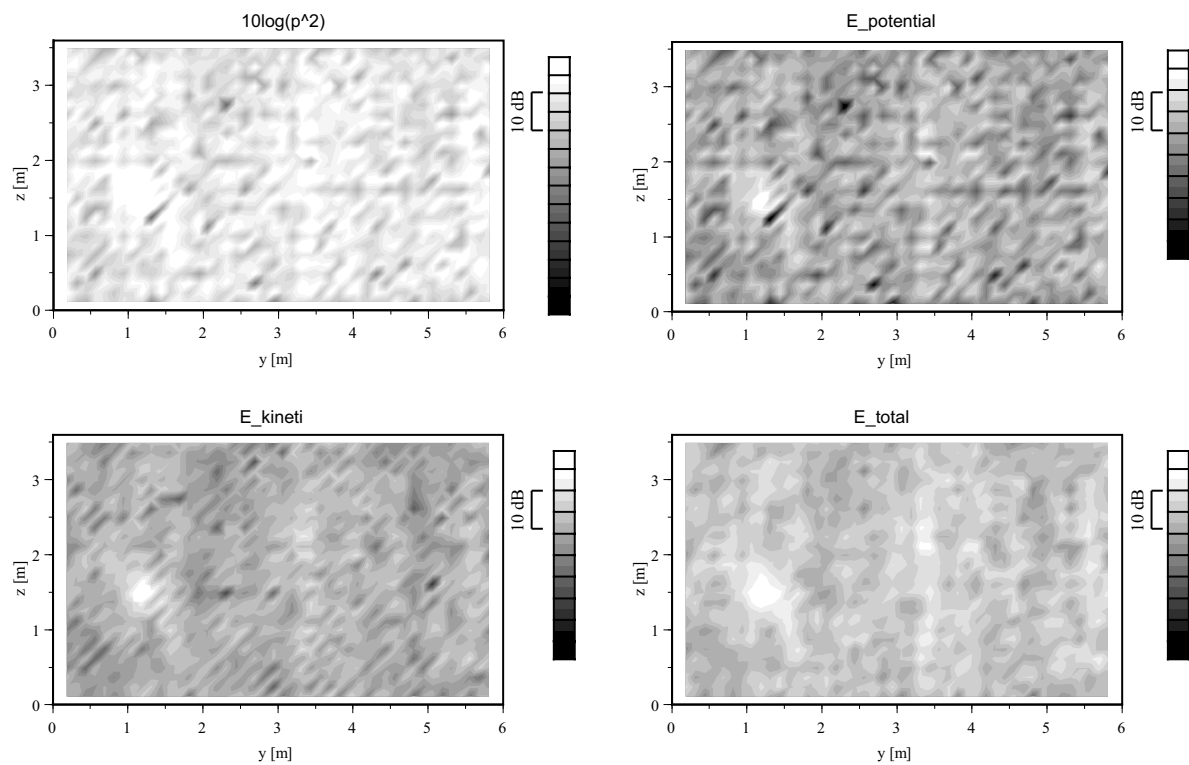 10log(p^2)
E_potential
3
2
1
0
z [m]
10 dB
0 1 2 3 4 5 6
y [m]
3
2
1
0
z [m]
10 dB
0 1 2 3 4 5 6
y [m]
E_kineti
E_total
3
2
1
0
z [m]
10 dB
0 1 2 3 4 5 6
y [m]
3
2
1
0
z [m]
10 dB
0 1 2 3 4 5 6
y [m]